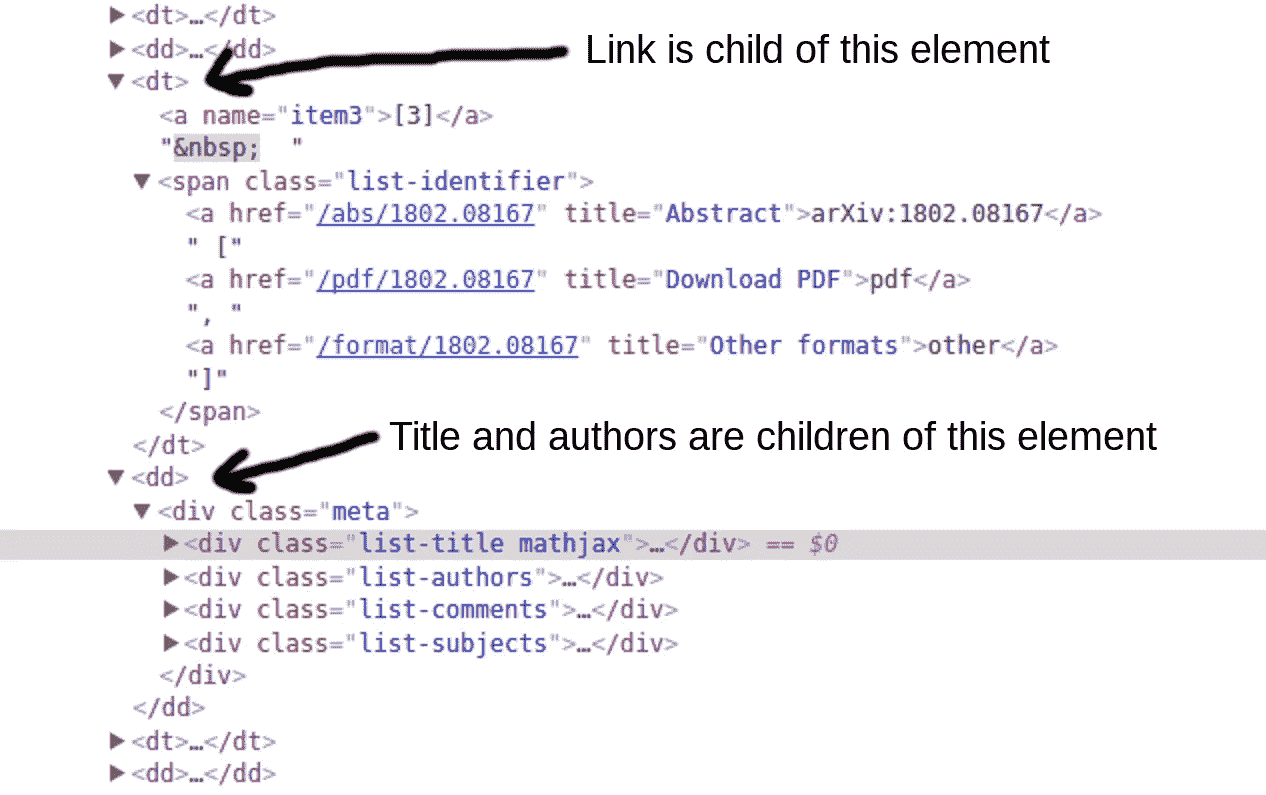 ▶<dt>…</dt>
▶<dd>…</dd>
Link is child of this element
▼<dt>
<a name="item3">[3]</a>
"&nbsp;  "
▼<span class="list-identifier">
<a href="/abs/1802.08167" title="Abstract">arXiv:1802.08167</a>
" ["
<a href="/pdf/1802.08167" title="Download PDF">pdf</a>
", "
<a href="/format/1802.08167" title="Other formats">other</a>
"]"
</span>
Title and authors are children of this element
</dt>
▼<dd>
▼<div class="meta">
▶<div class="list-title mathjax">…</div> == $0
▶<div class="list-authors">…</div>
▶<div class="list-comments">…</div>
▶<div class="list-subjects">…</div>
</div>
</dd>
▶<dt>…</dt>
▶<dd>…</dd>